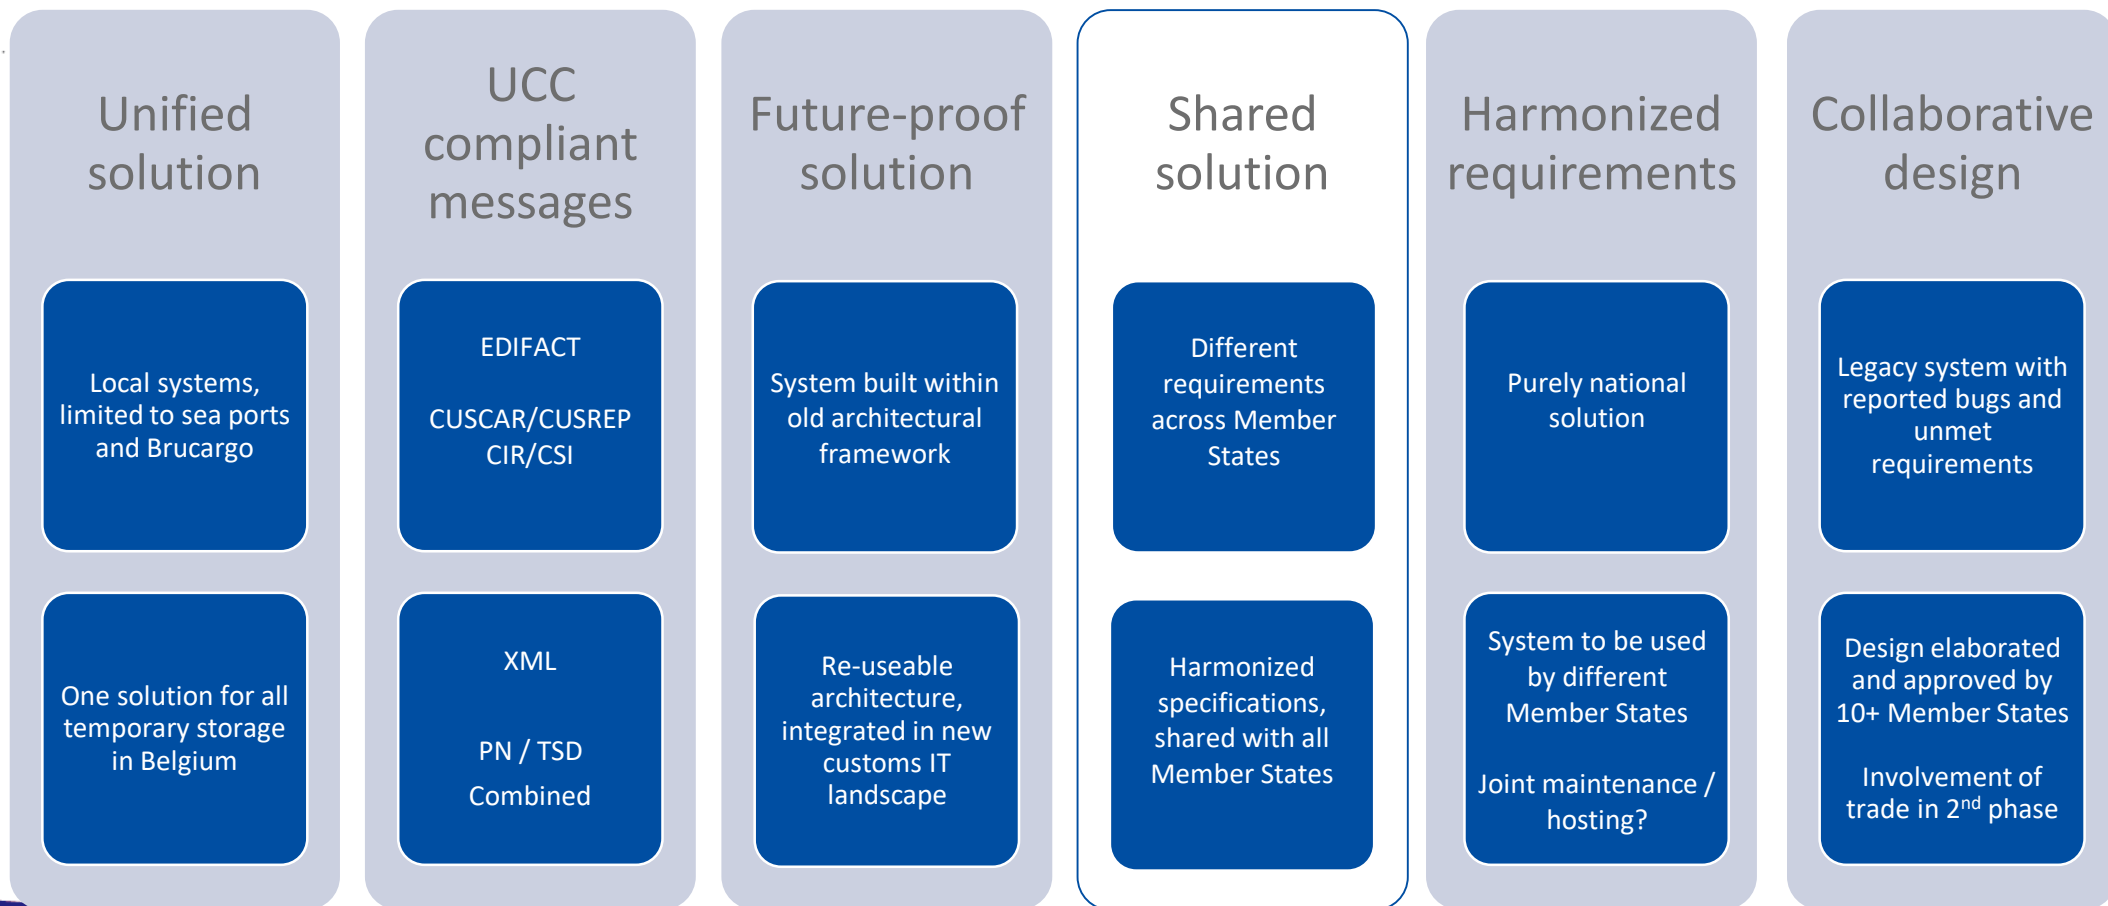 Unified
solution
Local systems,
limited to sea ports
and Brucargo
One solution for all
temporary storage
in Belgium
UCC
compliant
messages
EDIFACT
CUSCAR/CUSREP
CIR/CSI
XML
PN / TSD
Combined
Future-proof
solution
System built within
old architectural
framework
Re-useable
architecture,
integrated in new
customs IT
landscape
Shared
solution
Different
requirements
across Member
States
Harmonized
specifications,
shared with all
Member States
Harmonized
requirements
Purely national
solution
System to be used
by different
Member States
Joint maintenance /
hosting?
Collaborative
design
Legacy system with
reported bugs and
unmet
requirements
Design elaborated
and approved by
10+ Member States
Involvement of
trade in 2nd phase